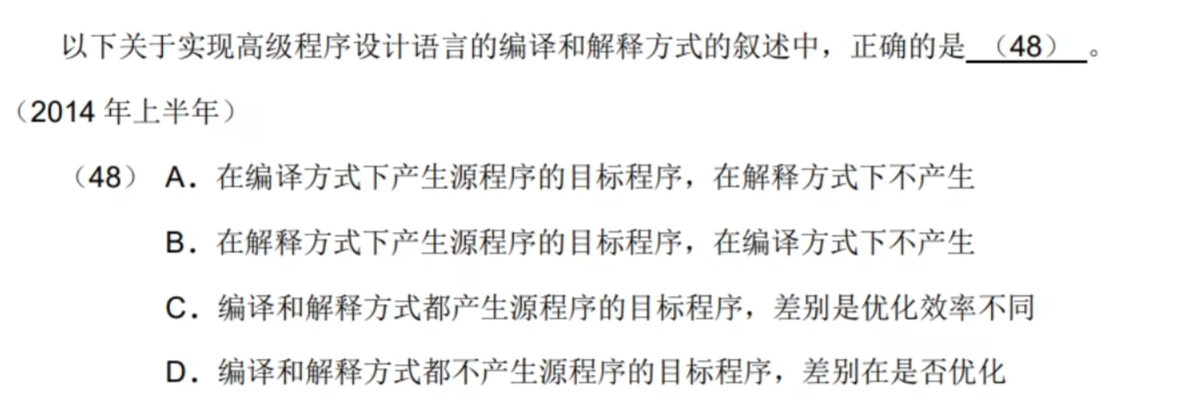 以下关于实现高级程序设计语言的编译和解释方式的叙述中，正确的是（48）。
（2014 年上半年）
（48） A．在编译方式下产生源程序的目标程序，在解释方式下不产生
B．在解释方式下产生源程序的目标程序，在编译方式下不产生
C．编译和解释方式都产生源程序的目标程序，差别是优化效率不同
D．编译和解释方式都不产生源程序的目标程序，差别在是否优化